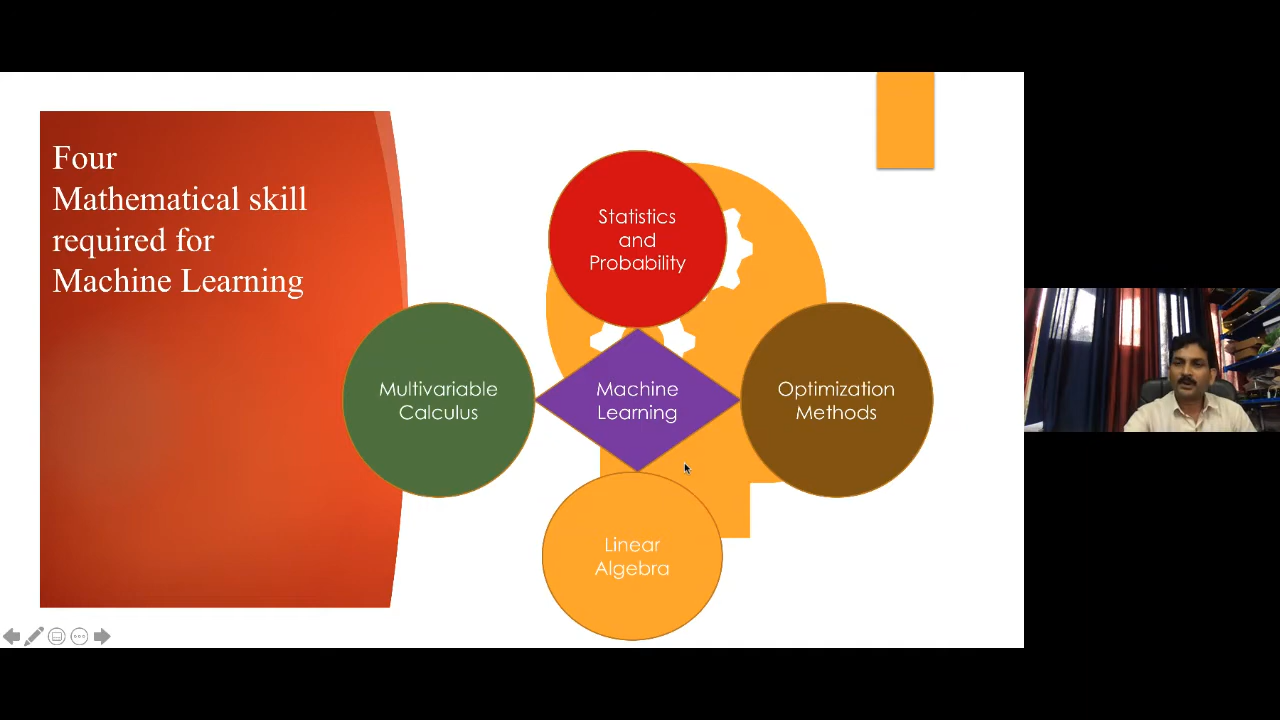 Four
Mathematical skill
required for
Machine Learning
Statistics
and
Probability
Multivariable
Calculus
Machine
Learning
Optimization
Methods
Linear
Algebra